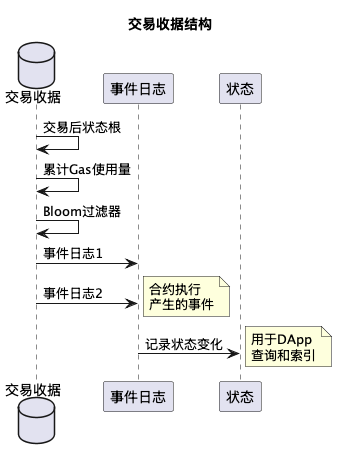 交易收据结构
交易收据
事件日志
状态
交易后状态根
累计Gas使用量
Bloom过滤器
事件日志1
事件日志2
合约执行
产生的事件
记录状态变化
用于DApp
查询和索引
交易收据
事件日志
状态